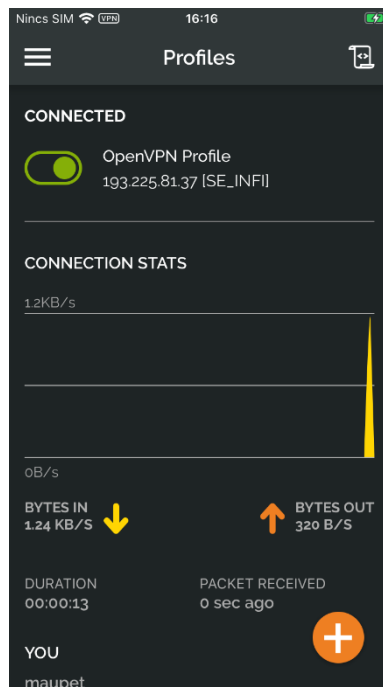 Nincs SIM VPN 16:16
Profiles
CONNECTED
OpenVPN Profile
193.225.81.37 [SE_INFI]
CONNECTION STATS
1.2KB/s
0B/s
BYTES IN
1.24 KB/S
BYTES OUT
320 B/S
DURATION
00:00:13
PACKET RECEIVED
0 sec ago
YOU
maupet